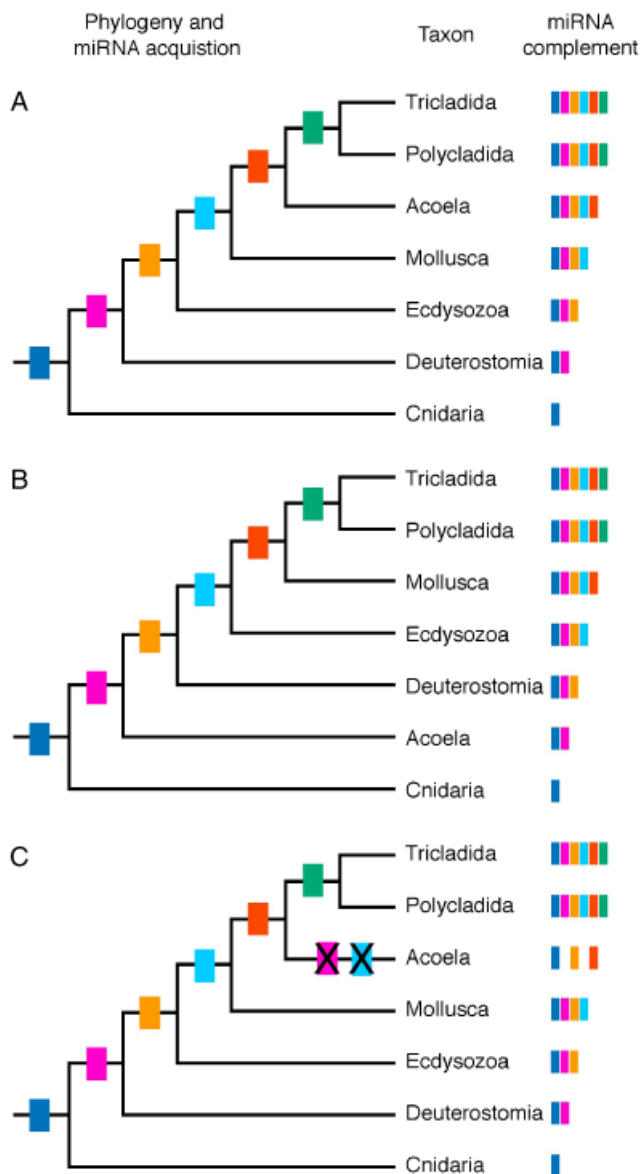 Phylogeny and
miRNA acquistion
Taxon
miRNA
complement
A
Tricladida
Polycladida
Acoela
Mollusca
Ecdysozoa
Deuterostomia
Cnidaria
B
Tricladida
Polycladida
Mollusca
Ecdysozoa
Deuterostomia
Acoela
Cnidaria
C
Tricladida
Polycladida
Acoela
Mollusca
Ecdysozoa
Deuterostomia
Cnidaria